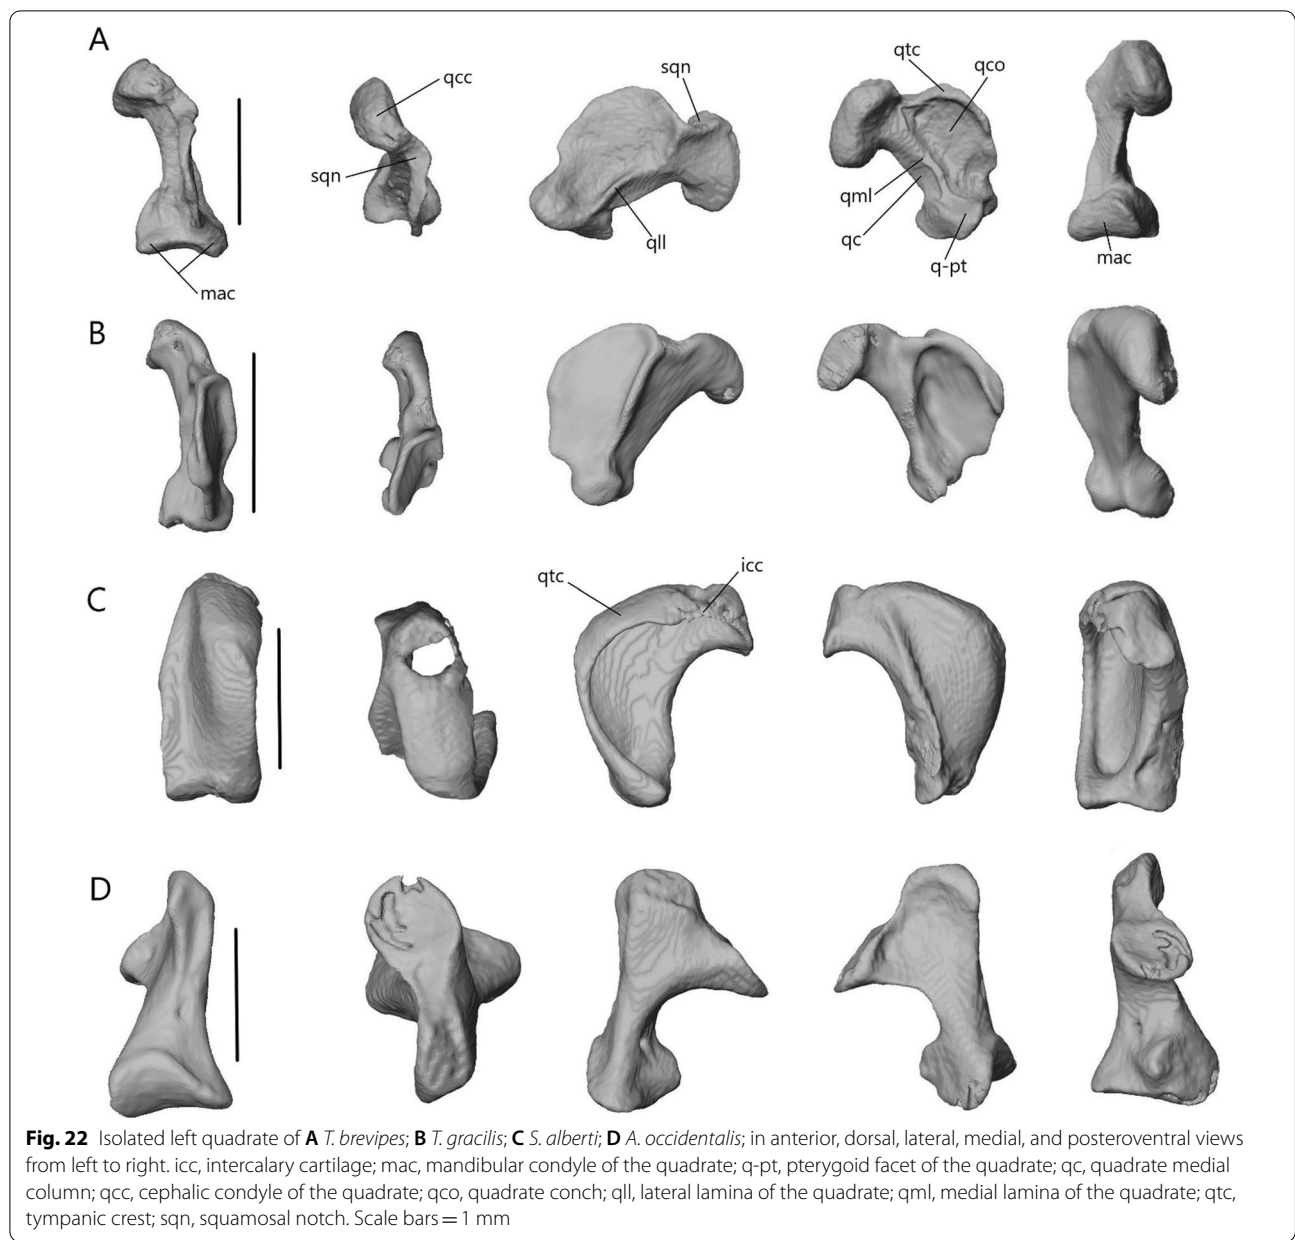 A
qcc
sqn
sqn
qll
qtc
qco
qml
qc
q-pt
mac
mac
B
C
qtc
icc
D
Fig. 22 Isolated left quadrate of A T. brevipes; B T. gracilis; C S. alberti; D A. occidentalis; in anterior, dorsal, lateral, medial, and posteroventral views
from left to right. icc, intercalary cartilage; mac, mandibular condyle of the quadrate; q-pt, pterygoid facet of the quadrate; qc, quadrate medial
column; qcc, cephalic condyle of the quadrate; qco, quadrate conch; qll, lateral lamina of the quadrate; qml, medial lamina of the quadrate; qtc,
tympanic crest; sqn, squamosal notch. Scale bars = 1 mm